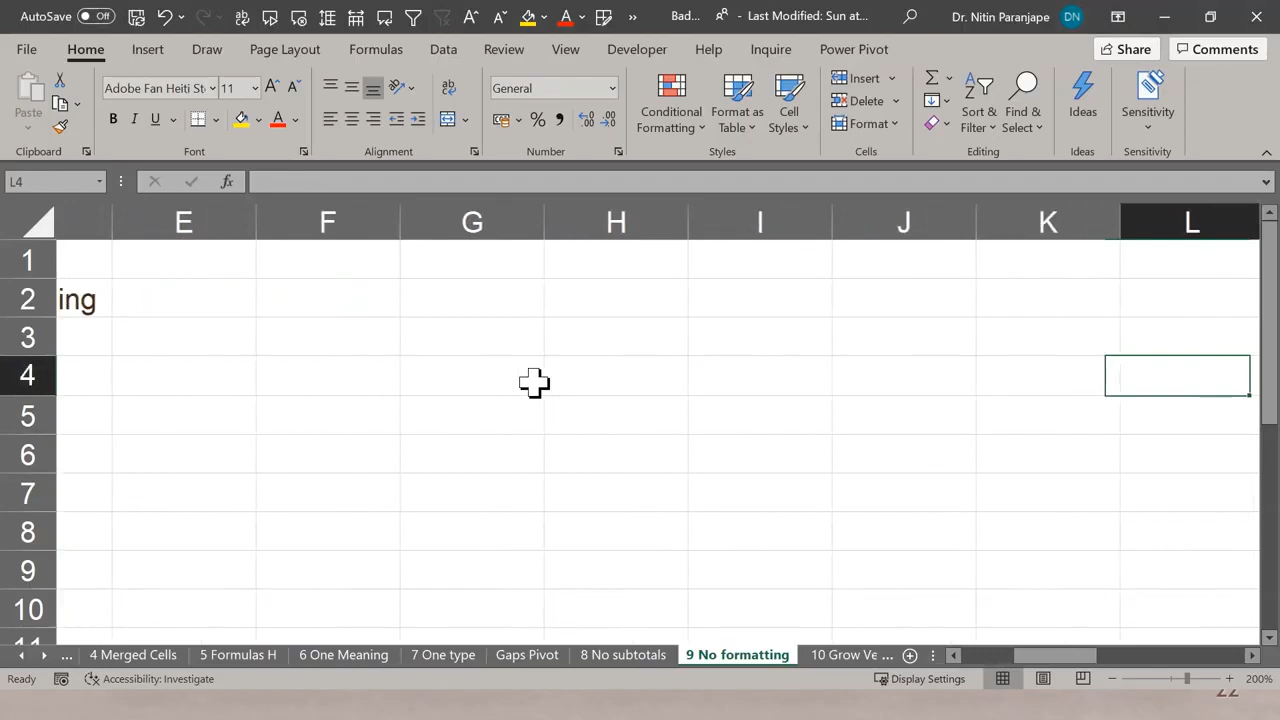 AutoSave Off Bad... - Last Modified: Sun at... Dr. Nitin Paranjape DN
File Home Insert Draw Page Layout Formulas Data Review View Developer Help Inquire Power Pivot Share Comments
Paste Adobe Fan Heiti St 11 General Conditional Formatting Format as Table Cell Styles Insert Delete Format Sort & Filter Find & Select Ideas Sensitivity
Clipboard Font Alignment Number Styles Cells Editing Ideas Sensitivity
L4 fx
E F G H I J K L
1
2 ing
3
4
5
6
7
8
9
10
11
... 4 Merged Cells 5 Formulas H 6 One Meaning 7 One type Gaps Pivot 8 No subtotals 9 No formatting 10 Grow Ve ...
Ready Accessibility: Investigate Display Settings 200%
22